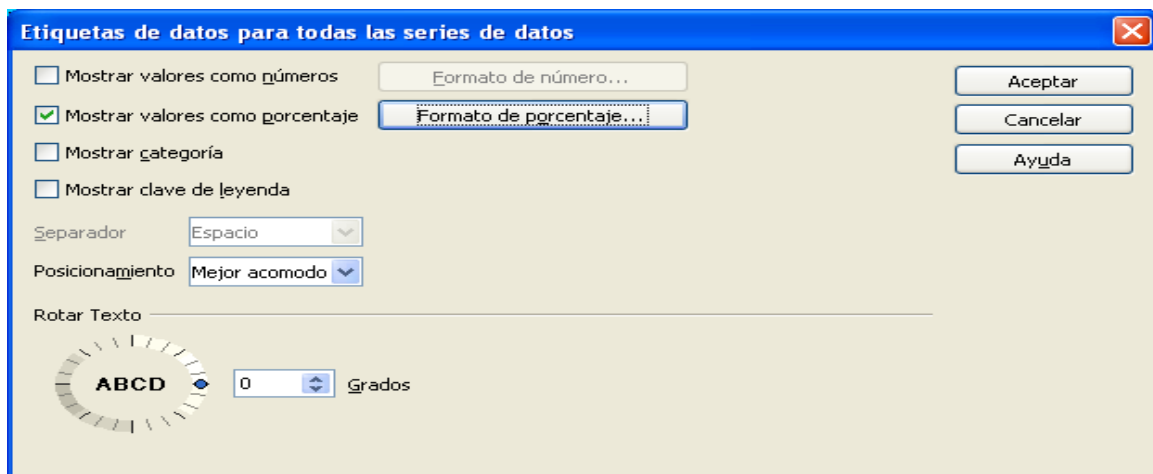 Etiquetas de datos para todas las series de datos
Mostrar valores como números Formato de número...
Aceptar
Mostrar valores como porcentaje Formato de porcentaje...
Cancelar
Mostrar categoría
Ayuda
Mostrar clave de leyenda
Separador Espacio
Posicionamiento Mejor acomodo
Rotar Texto
ABCD 0 Grados